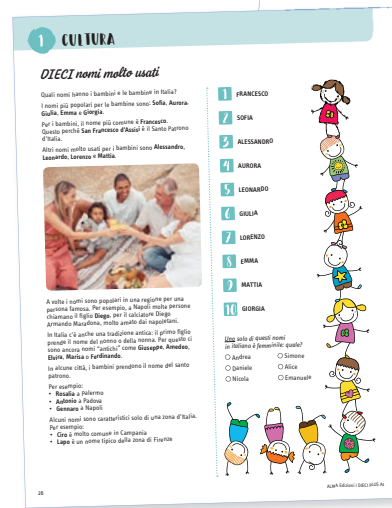 1 CULTURA
DIECI nomi molto usati
Quali nomi hanno i bambini e le bambine in Italia?
I nomi più popolari per le bambine sono: Sofia, Aurora,
Giulia, Emma e Giorgia.
Per i bambini, il nome più comune è Francesco.
Questo perché San Francesco d'Assisi è il Santo Patrono
d'Italia.
Altri nomi molto usati per i bambini sono Alessandro,
Leonardo, Lorenzo e Mattia.
A volte i nomi sono popolari in una regione per una
persona famosa. Per esempio, a Napoli molte persone
chiamano il figlio Diego, per il calciatore Diego
Armando Maradona, molto amato dai napoletani.
In Italia c'è anche una tradizione antica: il primo figlio
prende il nome del nonno o della nonna. Per questo ci
sono ancora nomi "antichi" come Giuseppe, Amedeo,
Elvira, Marisa o Ferdinando.
In alcune città, i bambini prendono il nome del santo
patrono.
Per esempio:
• Rosalia a Palermo
• Antonio a Padova
• Gennaro a Napoli
Alcuni nomi sono caratteristici solo di una zona d'Italia.
Per esempio:
• Ciro è molto comune in Campania
• Lapo è un nome tipico della zona di Firenze
1 FRANCESCO
2 SOFIA
3 ALESSANDRO
4 AURORA
5 LEONARDO
6 GIULIA
7 LORENZO
8 EMMA
9 MATTIA
10 GIORGIA
Uno solo di questi nomi
in italiano è femminile: quale?
Andrea Simone
Daniele Alice
Nicola Emanuele
ALMA Edizioni | DIECI